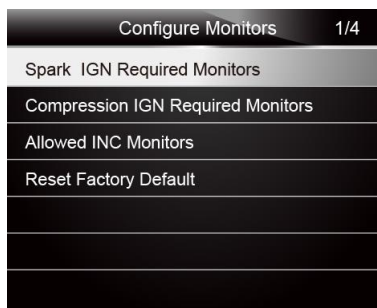 Configure Monitors 1/4
Spark IGN Required Monitors
Compression IGN Required Monitors
Allowed INC Monitors
Reset Factory Default